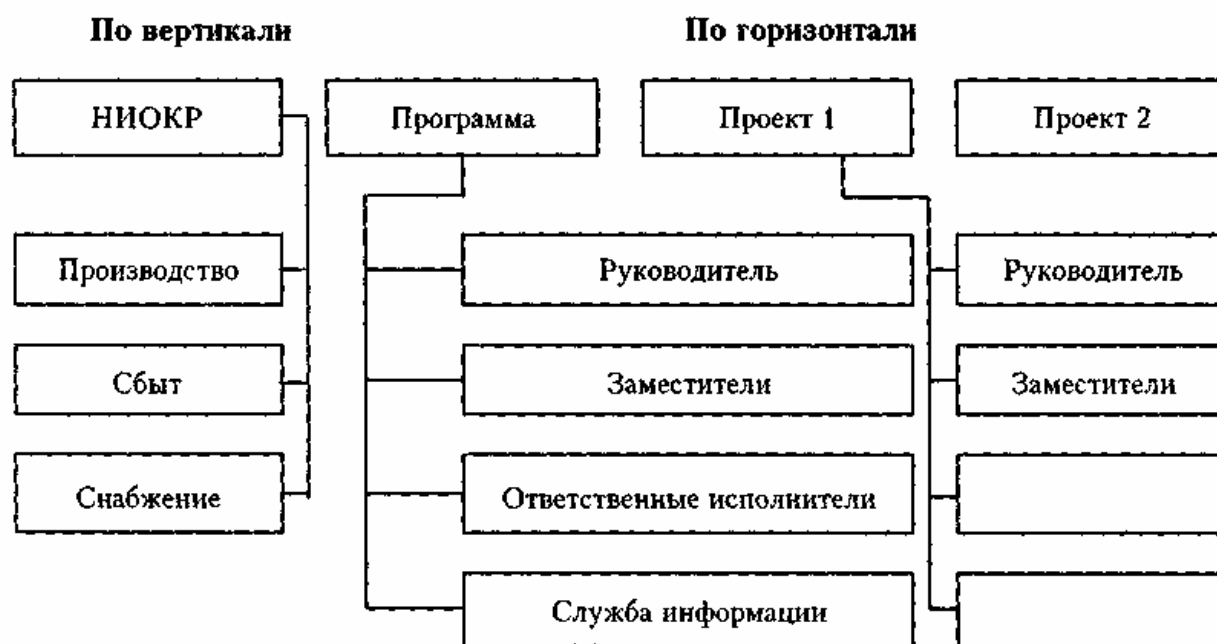 По вертикали
По горизонтали
НИОКР
Программа
Проект 1
Проект 2
Производство
Руководитель
Руководитель
Сбыт
Заместители
Заместители
Снабжение
Ответственные исполнители
Служба информации